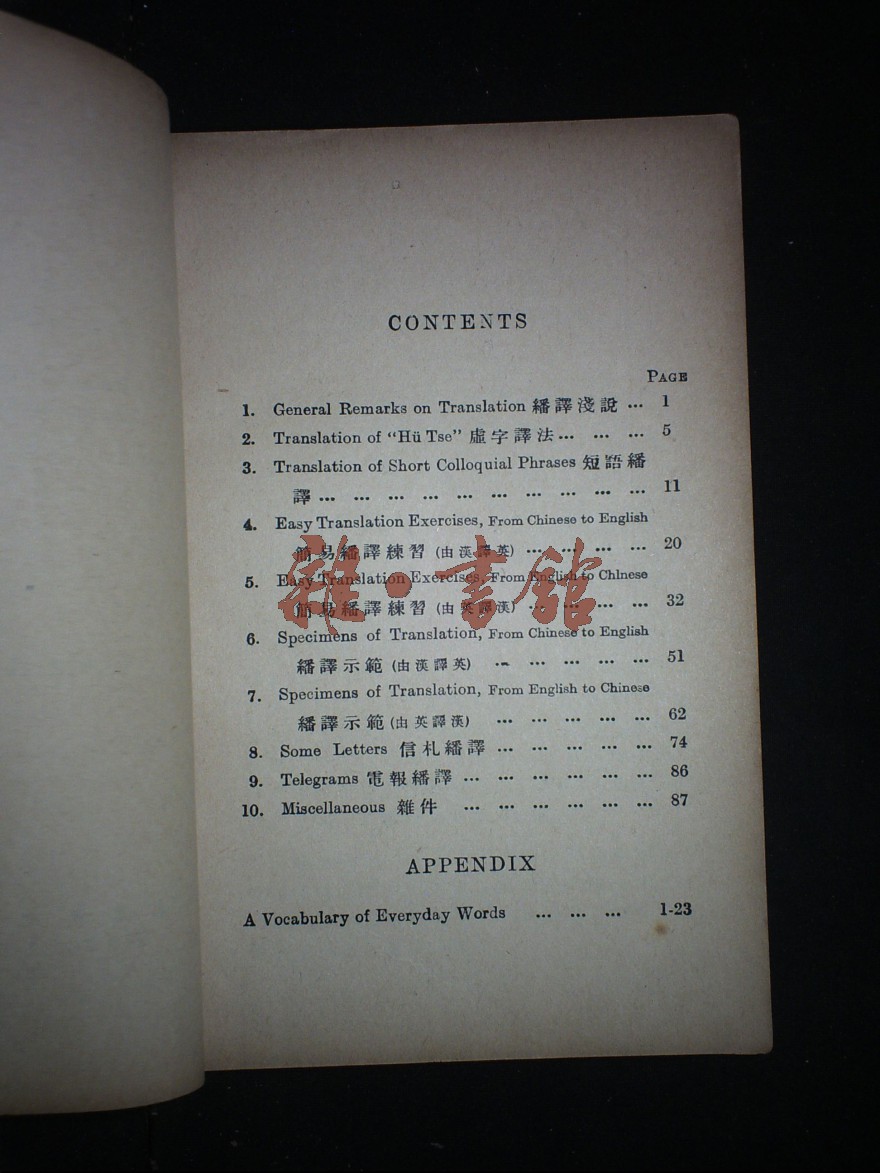 CONTENTS
PAGE
1. General Remarks on Translation 繙譯淺說 ... 1
2. Translation of "Hü Tse" 虛字譯法... ... ... 5
3. Translation of Short Colloquial Phrases 短語繙
譯 ... ... ... ... ... ... ... ... ... ... 11
4. Easy Translation Exercises, From Chinese to English
簡易繙譯練習 (由漢譯英) ... ... ... ... 20
5. Easy Translation Exercises, From English to Chinese
簡易繙譯練習 (由英譯漢) ... ... ... ... 32
6. Specimens of Translation, From Chinese to English
繙譯示範 (由漢譯英) ... ... ... ... ... 51
7. Specimens of Translation, From English to Chinese
繙譯示範 (由英譯漢) ... ... ... ... ... 62
8. Some Letters 信札繙譯 ... ... ... ... ... 74
9. Telegrams 電報繙譯 ... ... ... ... ... ... 86
10. Miscellaneous 雜件 ... ... ... ... ... ... 87
雜·書館
APPENDIX
A Vocabulary of Everyday Words ... ... ... 1-23